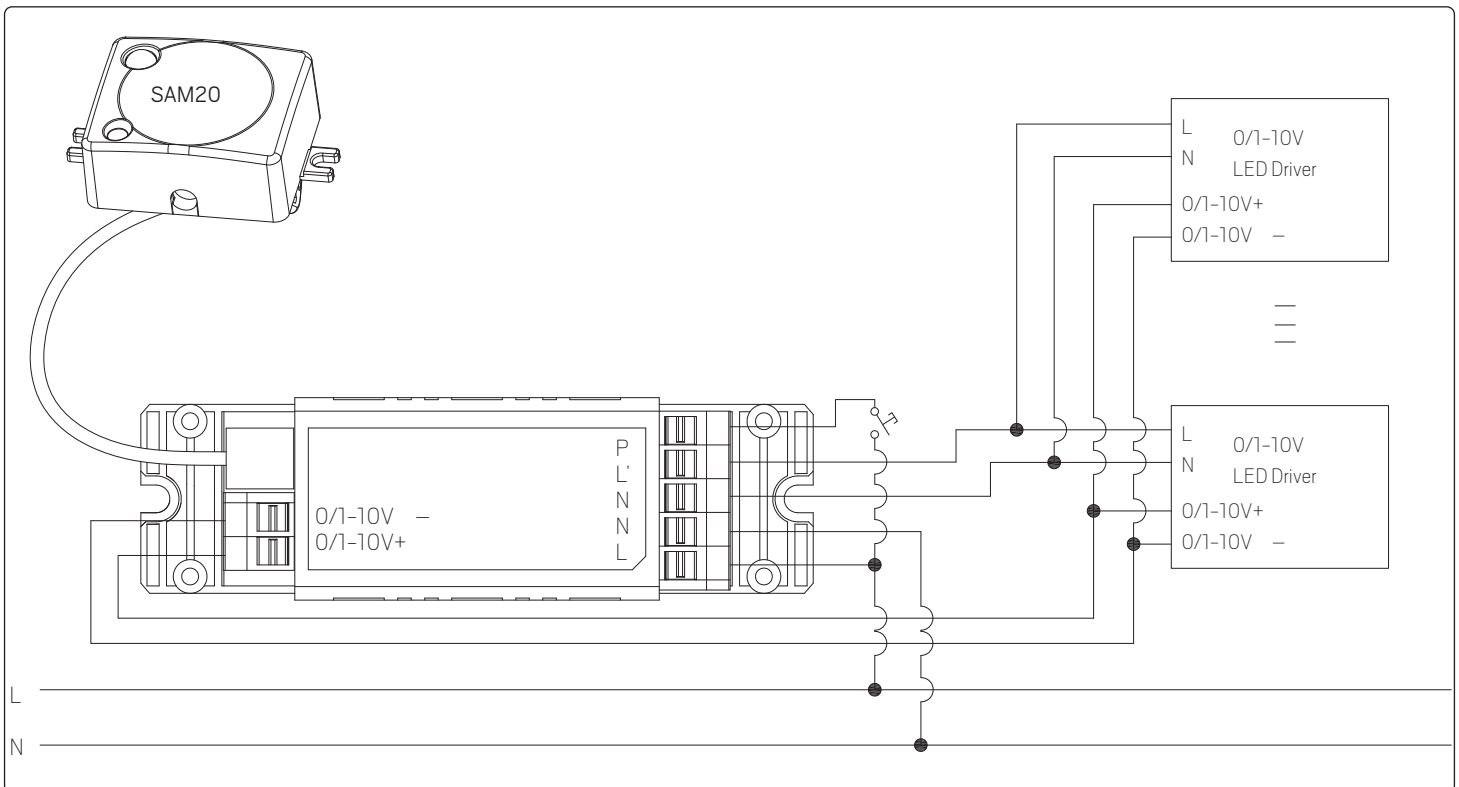 SAM20
L
0/1-10V
N
LED Driver
0/1-10V+
0/1-10V –
P
L'
N
N
L
0/1-10V –
0/1-10V+
L
0/1-10V
N
LED Driver
0/1-10V+
0/1-10V –
L
N